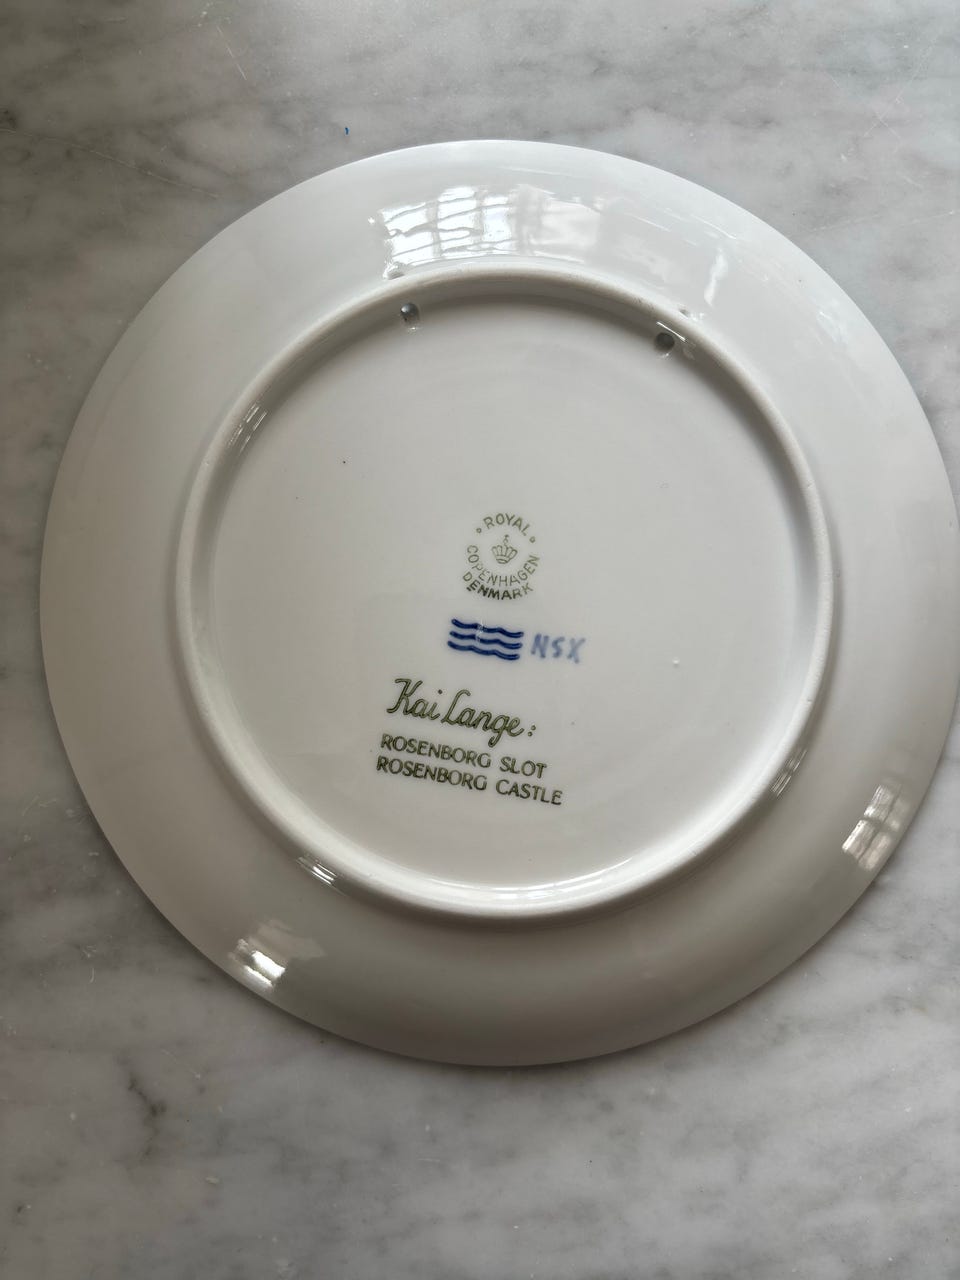 ROYAL
COPENHAGEN
DENMARK
NSX
Kai Lange:
ROSENBORG SLOT
ROSENBORG CASTLE